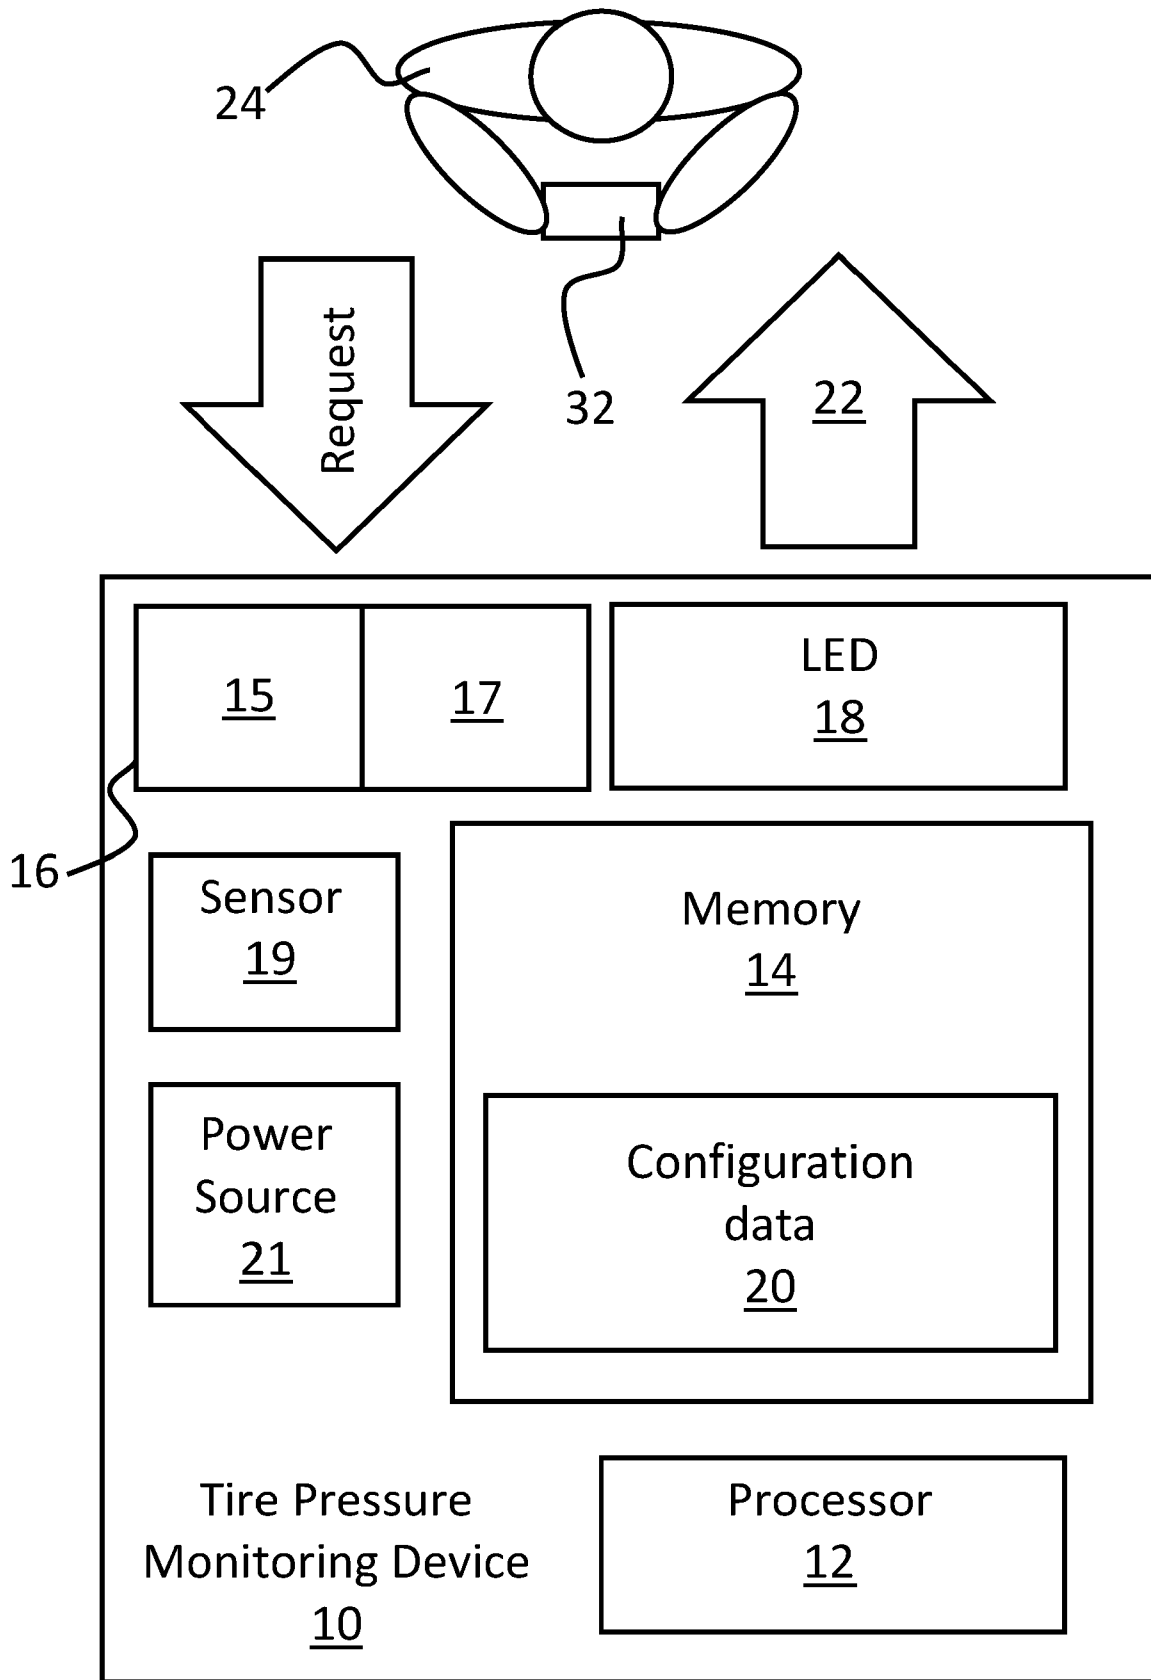 24
32
Request
22
15
17
LED
18
16
Sensor
19
Memory
14
Power
Source
21
Configuration
data
20
Tire Pressure
Monitoring Device
10
Processor
12